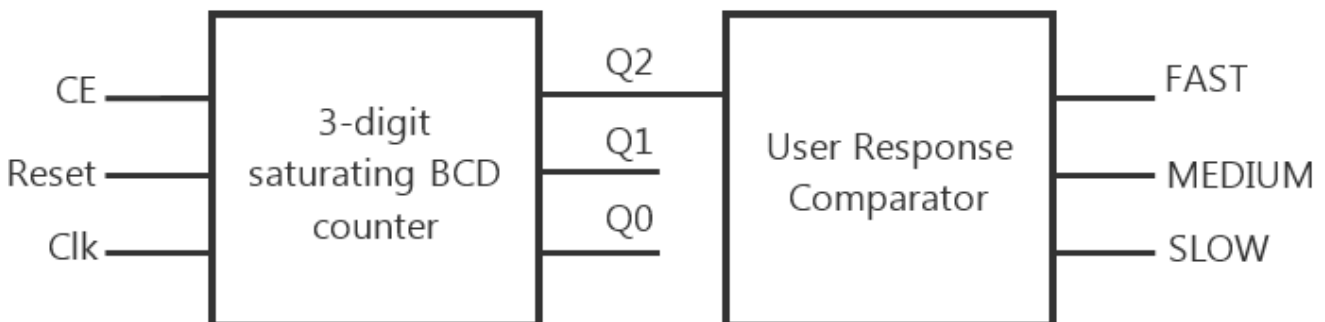 CE
Reset
Clk
3-digit
saturating BCD
counter
Q2
Q1
Q0
User Response
Comparator
FAST
MEDIUM
SLOW